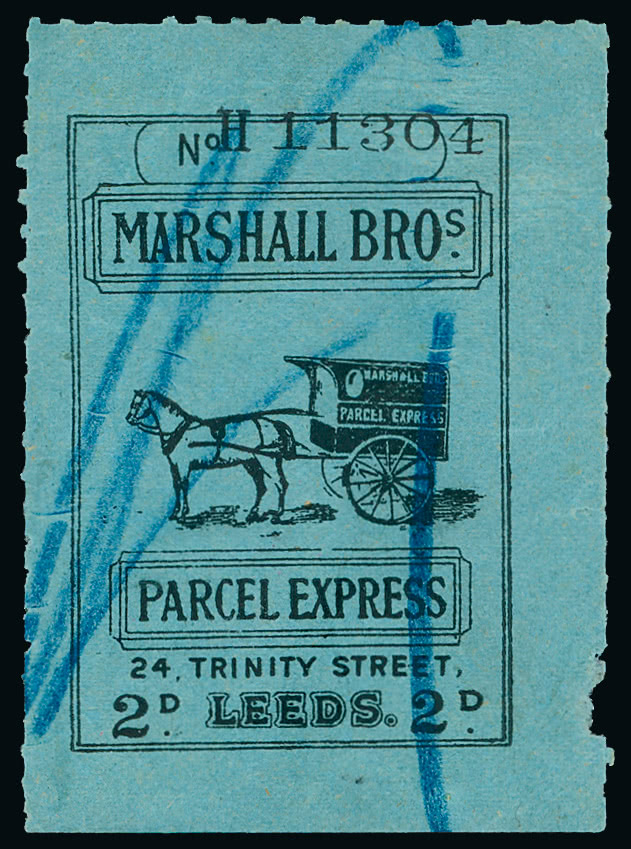 No H 11304
MARSHALL BROS.
MARSHALL BROS
PARCEL EXPRESS
PARCEL EXPRESS
24, TRINITY STREET,
2D. LEEDS. 2D.